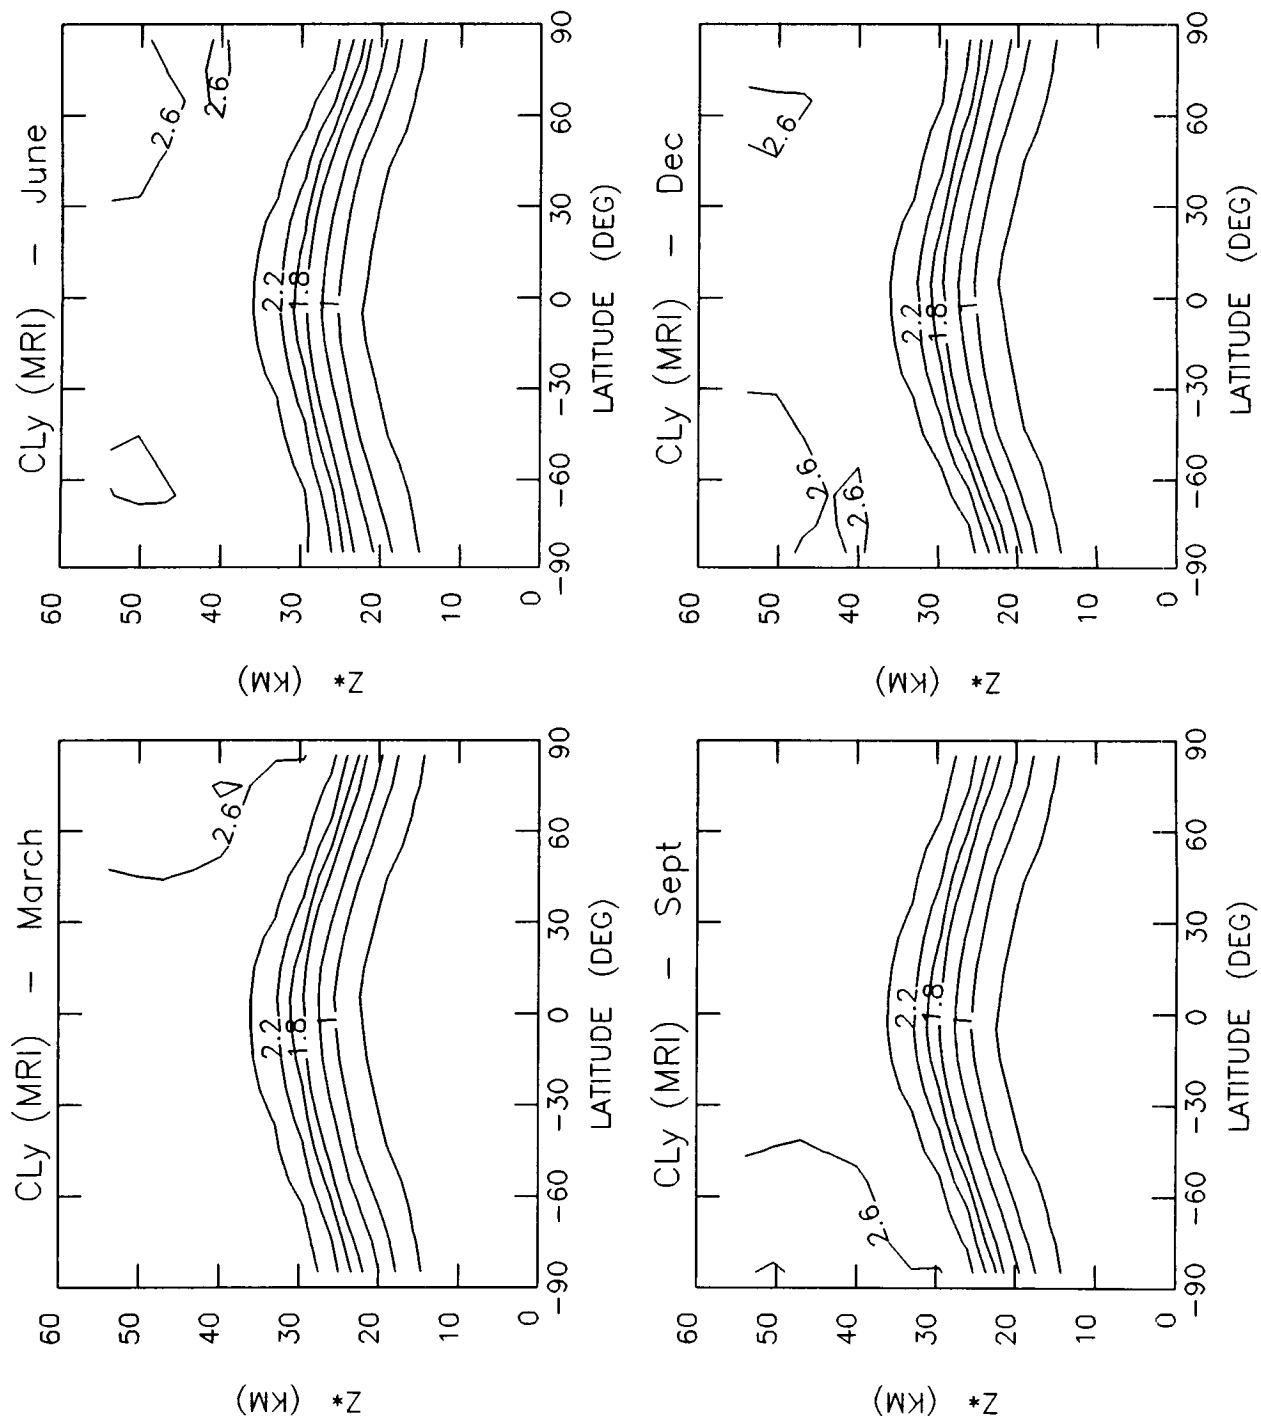 CLy (MRI) – March
60
50
40
30
20
10
0
Z*
(KM)
2.6
2.2
1.8
1
-90 -60 -30 0 30 60 90
LATITUDE (DEG)
CLy (MRI) – June
60
50
40
30
20
10
0
Z*
(KM)
2.6
2.6
2.2
1.8
1
-90 -60 -30 0 30 60 90
LATITUDE (DEG)
CLy (MRI) – Sept
60
50
40
30
20
10
0
Z*
(KM)
2.6
2.2
1.8
1
-90 -60 -30 0 30 60 90
LATITUDE (DEG)
CLy (MRI) – Dec
60
50
40
30
20
10
0
Z*
(KM)
2.6
2.6
2.6
2.2
1.8
1
-90 -60 -30 0 30 60 90
LATITUDE (DEG)